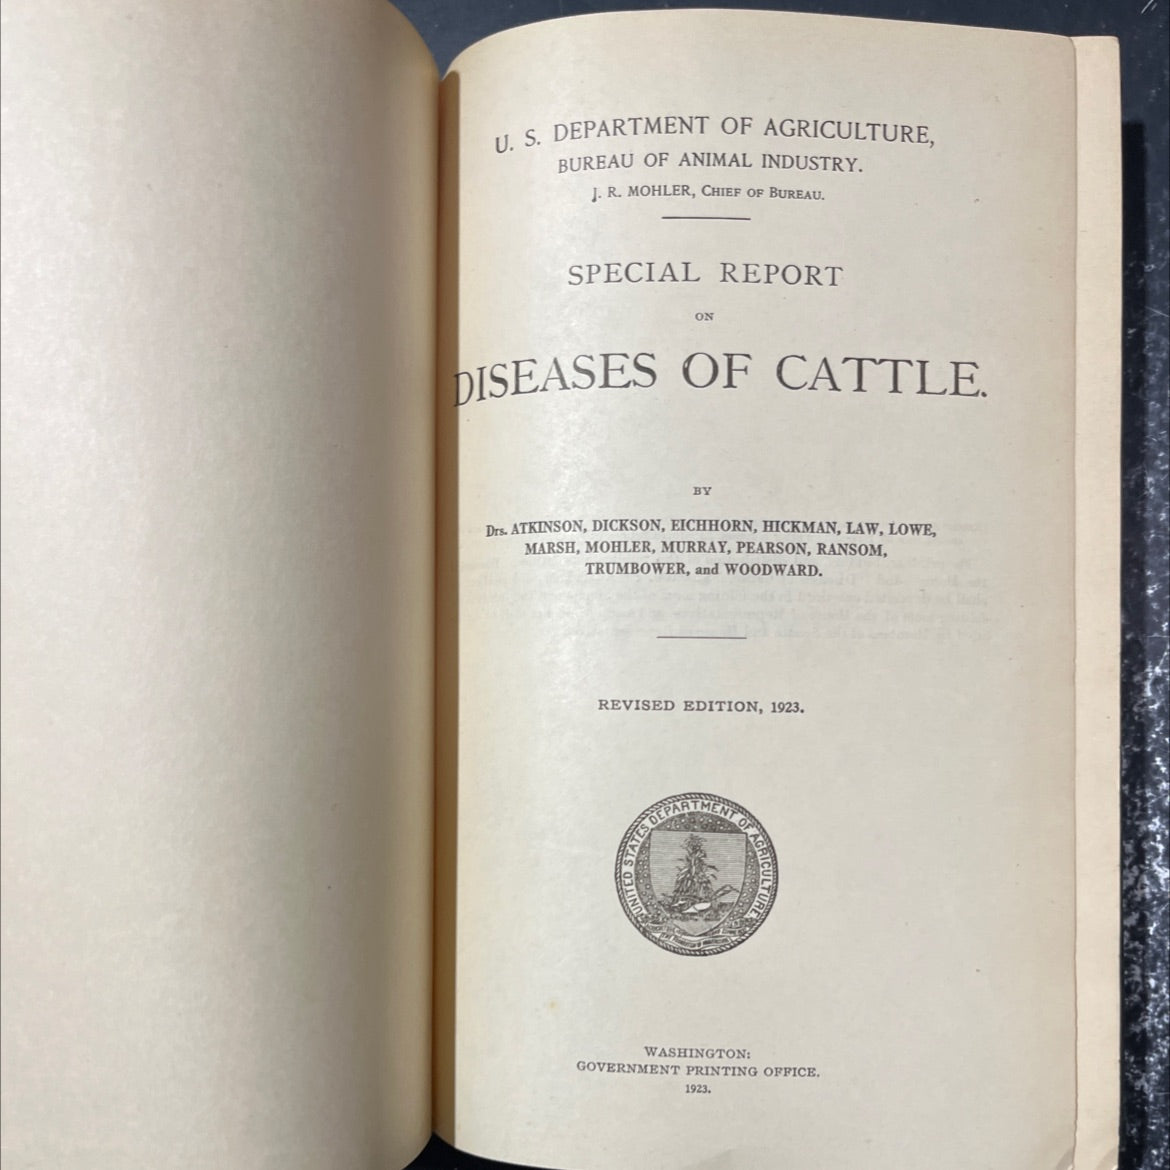 U. S. DEPARTMENT OF AGRICULTURE,
BUREAU OF ANIMAL INDUSTRY.
J. R. MOHLER, CHIEF OF BUREAU.
SPECIAL REPORT
ON
DISEASES OF CATTLE.
BY
Drs. ATKINSON, DICKSON, EICHHORN, HICKMAN, LAW, LOWE,
MARSH, MOHLER, MURRAY, PEARSON, RANSOM,
TRUMBOWER, and WOODWARD.
REVISED EDITION, 1923.
UNITED STATES DEPARTMENT OF AGRICULTURE.
WASHINGTON:
GOVERNMENT PRINTING OFFICE.
1923.